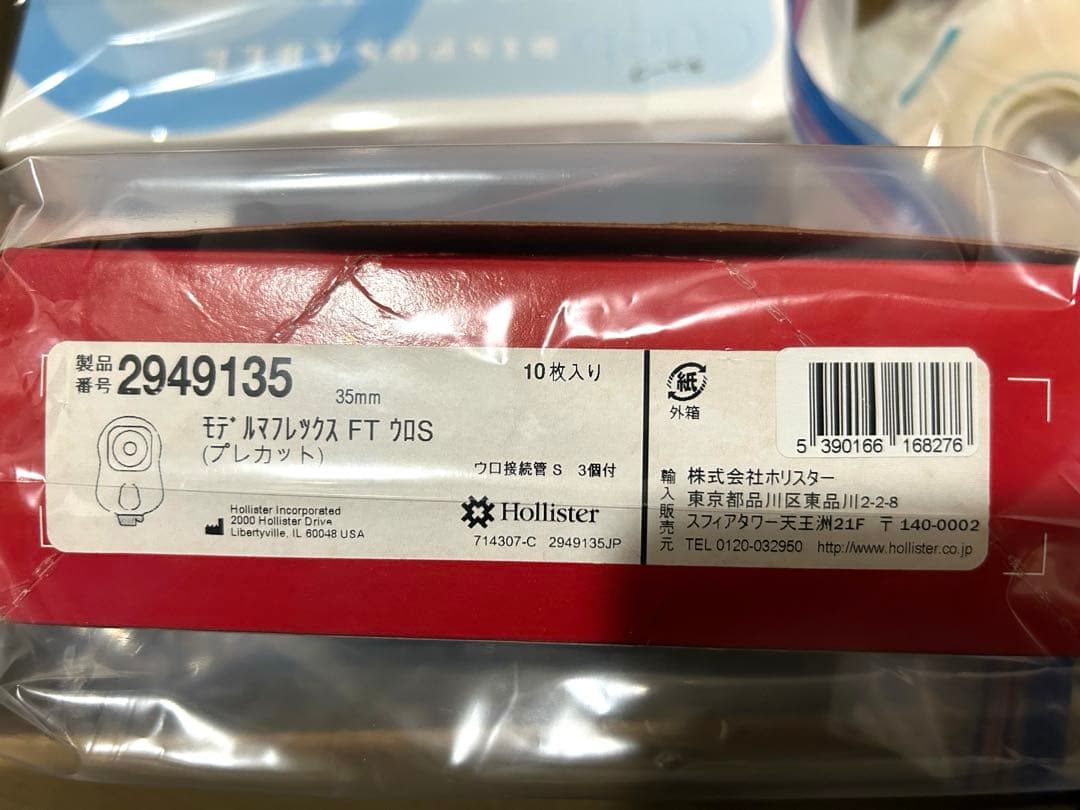 DISPOSABLE
製品番号 2949135
35mm
10枚入り
ﾓﾃﾞﾙﾏﾌﾚｯｸｽ FT ｳﾛS
(プレカット)
ウロ接続管 S 3個付
Hollister Incorporated
2000 Hollister Drive
Libertyville, IL 60048 USA
Hollister
714307-C 2949135JP
紙
外箱
5 390166 168276
輸入販売元
株式会社ホリスター
東京都品川区東品川2-2-8
スフィアタワー天王洲21F 〒140-0002
TEL 0120-032950 http://www.hollister.co.jp